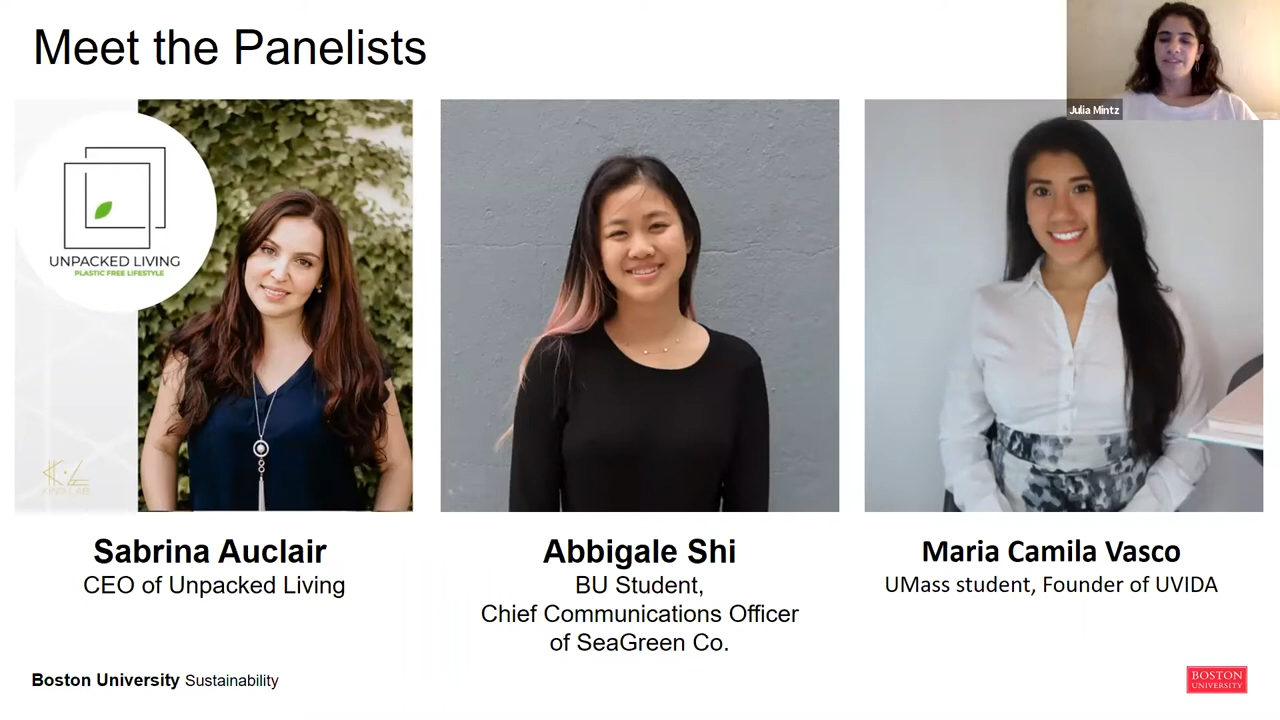 Meet the Panelists
Julia Mintz
UNPACKED LIVING
PLASTIC FREE LIFESTYLE
KING LAB
Sabrina Auclair
CEO of Unpacked Living
Abbigale Shi
BU Student,
Chief Communications Officer
of SeaGreen Co.
Maria Camila Vasco
UMass student, Founder of UVIDA
Boston University Sustainability
BOSTON
UNIVERSITY